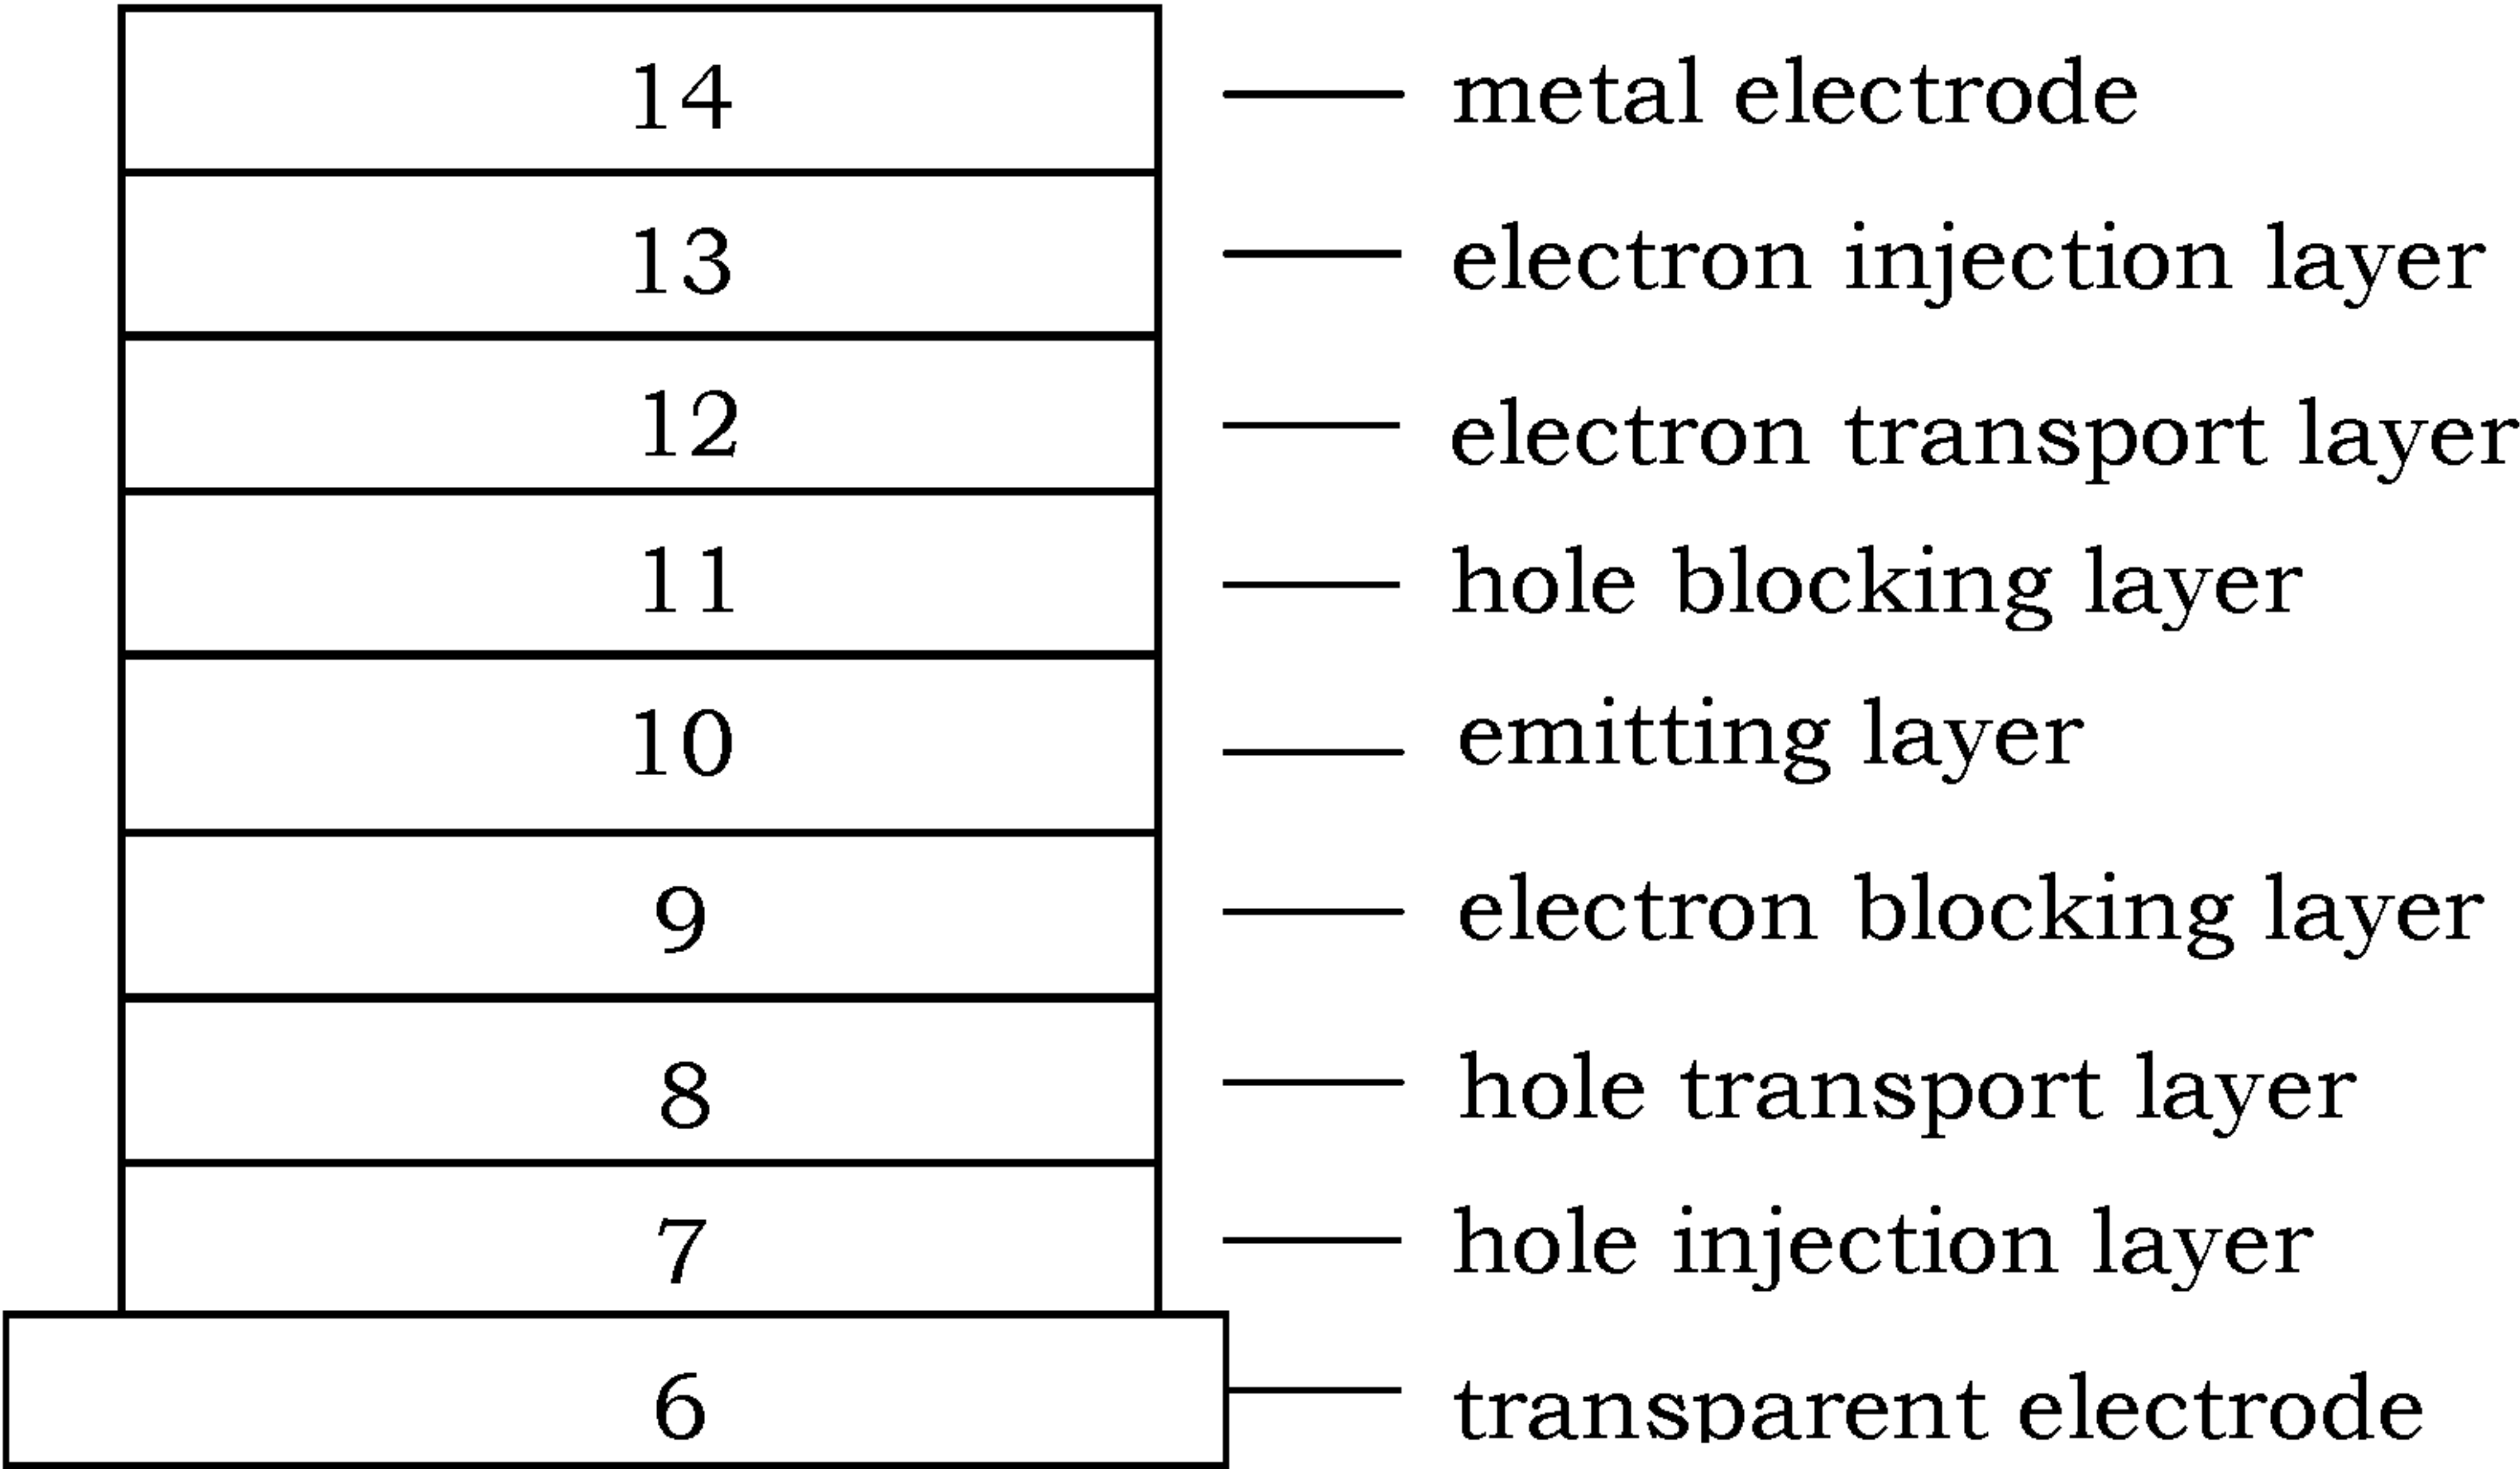 14 metal electrode
13 electron injection layer
12 electron transport layer
11 hole blocking layer
10 emitting layer
9 electron blocking layer
8 hole transport layer
7 hole injection layer
6 transparent electrode